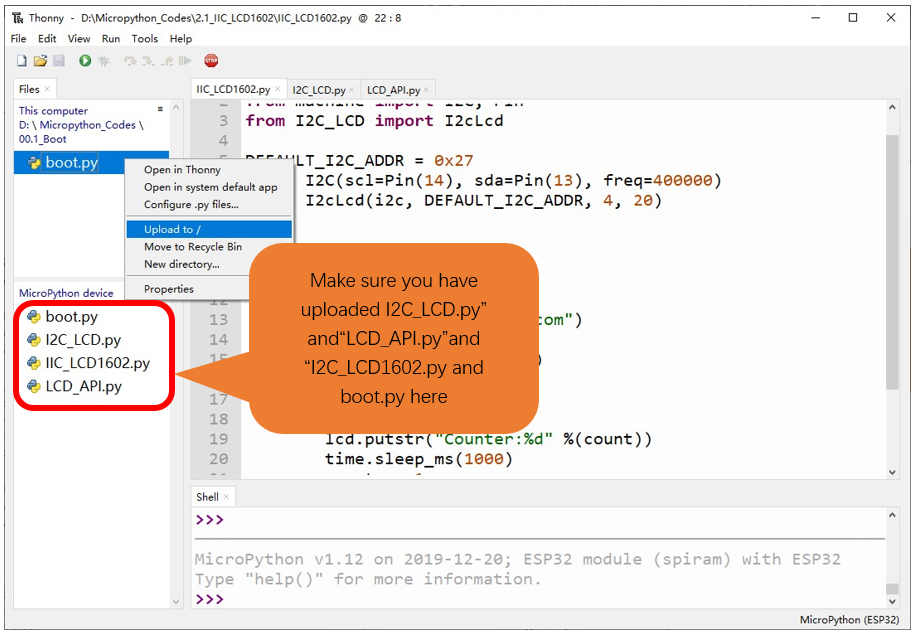 Thonny - D:\Micropython_Codes\2.1_IIC_LCD1602\IIC_LCD1602.py @ 22 : 8
File Edit View Run Tools Help
STOP
Files ×
This computer
D: \ Micropython_Codes \
00.1_Boot
boot.py
Open in Thonny
Open in system default app
Configure .py files...
Upload to /
Move to Recycle Bin
New directory...
Properties
MicroPython device
boot.py
I2C_LCD.py
IIC_LCD1602.py
LCD_API.py
IIC_LCD1602.py × I2C_LCD.py × LCD_API.py ×
2 from machine import I2C, Pin
3 from I2C_LCD import I2cLcd
4
5 DEFAULT_I2C_ADDR = 0x27
I2C(scl=Pin(14), sda=Pin(13), freq=400000)
I2cLcd(i2c, DEFAULT_I2C_ADDR, 4, 20)
12
13 com")
14
15 )
17
18
19 lcd.putstr("Counter:%d" %(count))
20 time.sleep_ms(1000)
21
Make sure you have
uploaded I2C_LCD.py”
and“LCD_API.py”and
“I2C_LCD1602.py and
boot.py here
Shell ×
>>>
MicroPython v1.12 on 2019-12-20; ESP32 module (spiram) with ESP32
Type "help()" for more information.
>>>
MicroPython (ESP32)